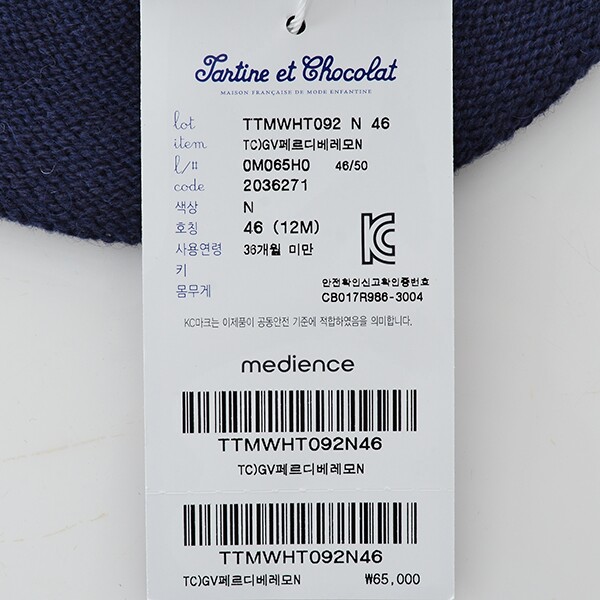 Tartine et Chocolat
MAISON FRANÇAISE DE MODE ENFANTINE
lot TTMWHT092 N 46
item TC)GV페르디베레모N
l/# 0M065H0 46/50
code 2036271
색상 N
호칭 46 (12M)
사용연령 36개월 미만
키
몸무게
KC
안전확인신고확인증번호
CB017R986-3004
KC마크는 이제품이 공통안전 기준에 적합하였음을 의미합니다.
medience
TTMWHT092N46
TC)GV페르디베레모N
TTMWHT092N46
TC)GV페르디베레모N ₩65,000